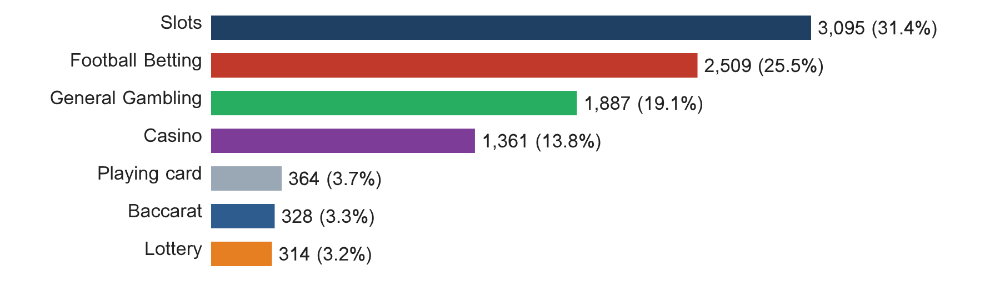 Slots 3,095 (31.4%)
Football Betting 2,509 (25.5%)
General Gambling 1,887 (19.1%)
Casino 1,361 (13.8%)
Playing card 364 (3.7%)
Baccarat 328 (3.3%)
Lottery 314 (3.2%)